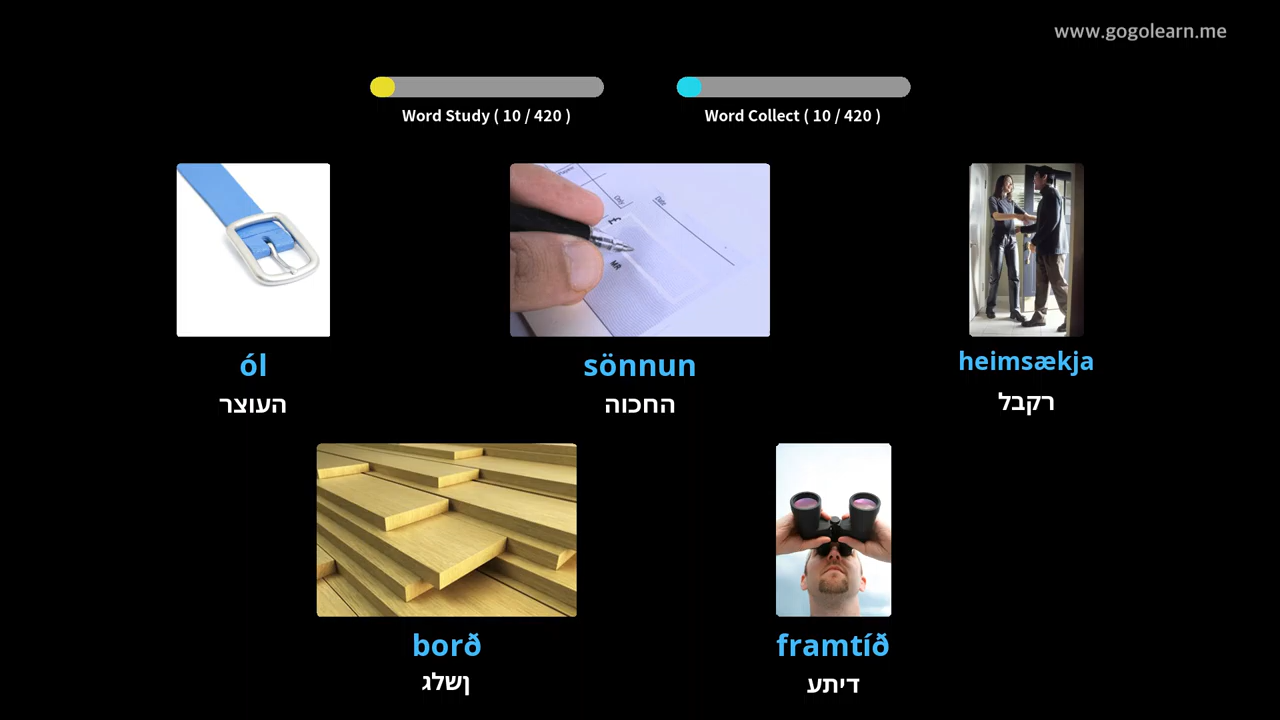 www.gogolearn.me
Word Study ( 10 / 420 )
Word Collect ( 10 / 420 )
ól
העוצר
sönnun
החכוה
heimsækja
רקבל
borð
ןשלג
framtíð
דיתע